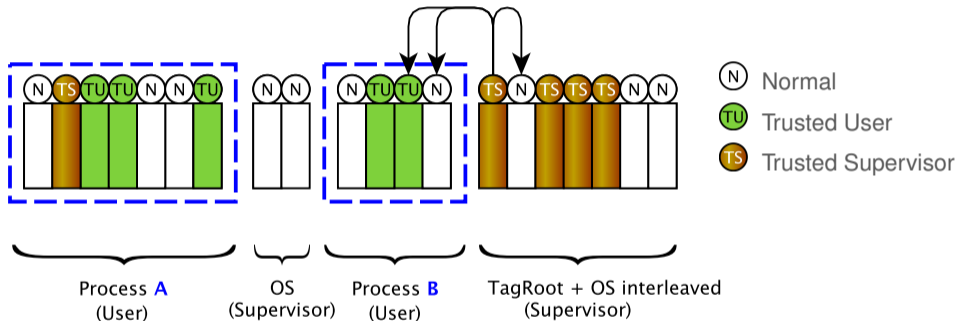 N TS TU TU N N TU N N N TU TU N TS N TS TS TS N N
N Normal
TU Trusted User
TS Trusted Supervisor
Process A
(User)
OS
(Supervisor)
Process B
(User)
TagRoot + OS interleaved
(Supervisor)